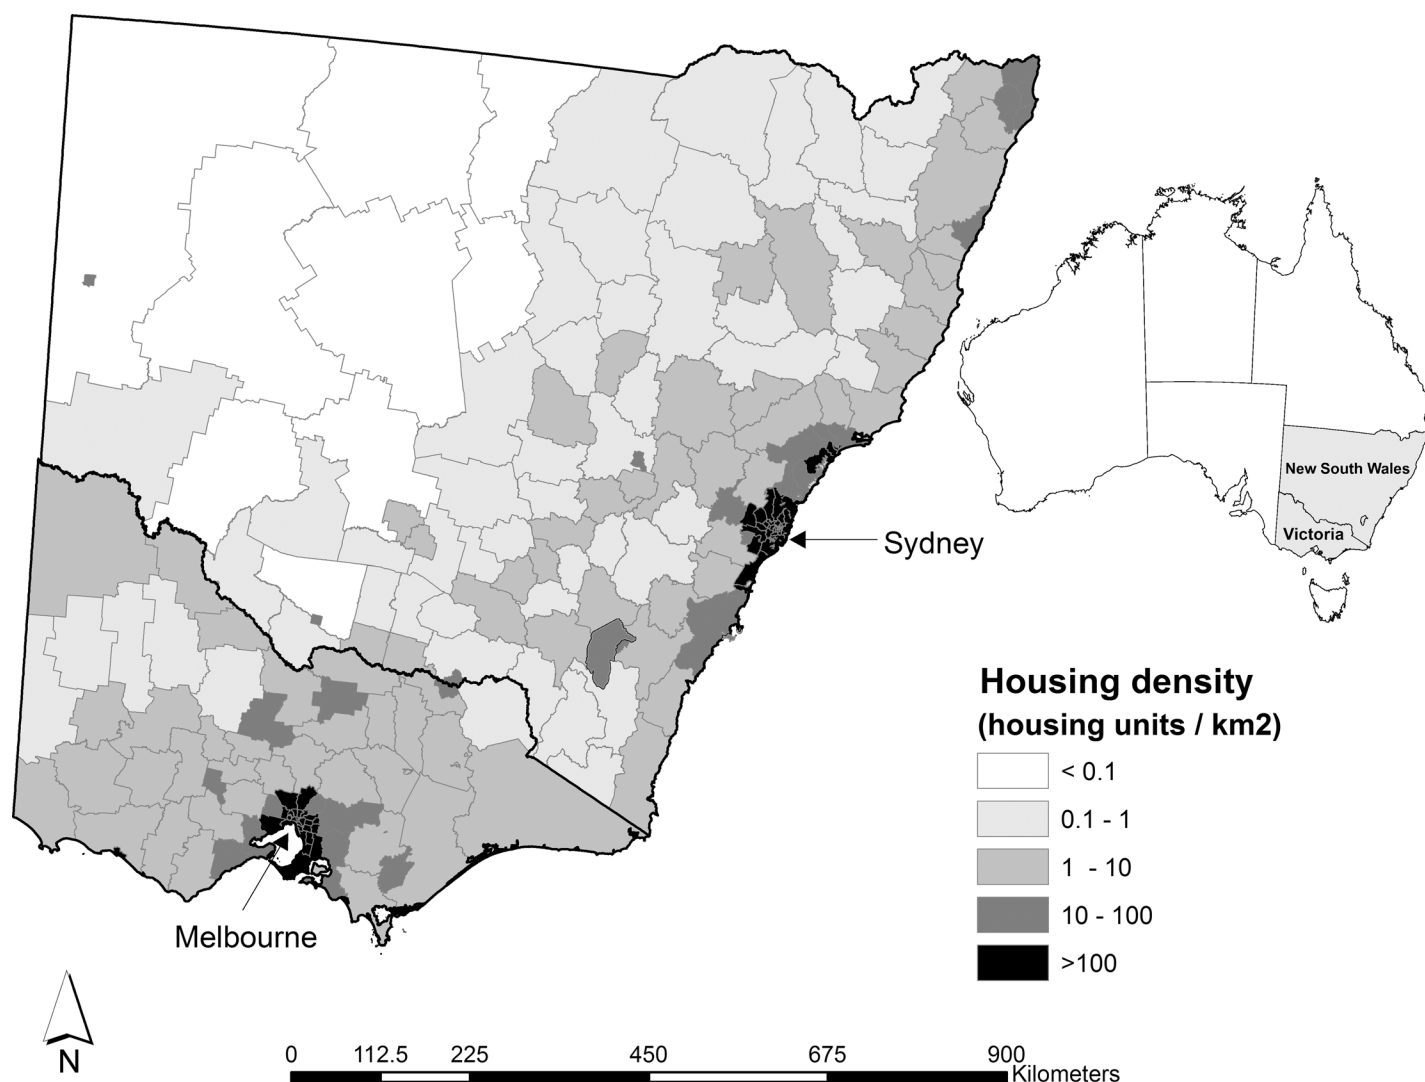 New South Wales
Victoria
Sydney
Melbourne
Housing density
(housing units / km2)
< 0.1
0.1 - 1
1 - 10
10 - 100
>100
N
0 112.5 225 450 675 900
Kilometers